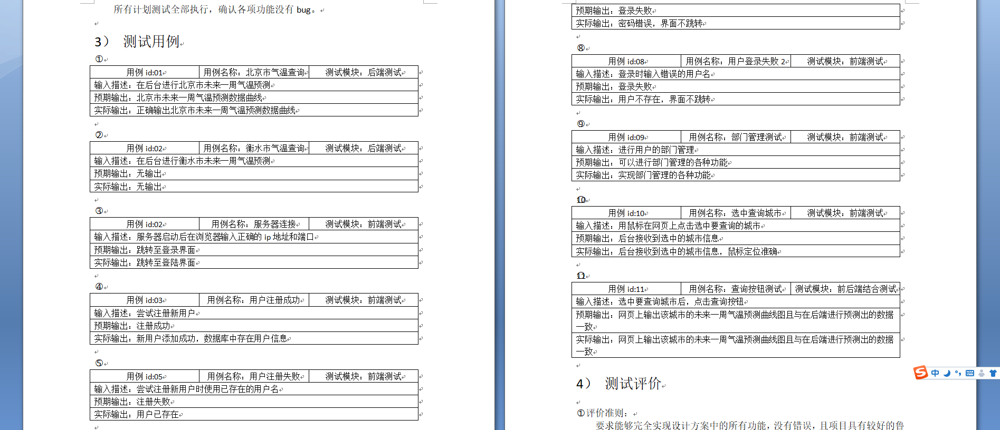 所有计划测试全部执行，确认各项功能没有 bug。
3） 测试用例
①
用例 id:01 用例名称：北京市气温查询 测试模块：后端测试
输入描述：在后台进行北京市未来一周气温预测
预期输出：北京市未来一周气温预测数据曲线
实际输出：正确输出北京市未来一周气温预测数据曲线
②
用例 id:02 用例名称：衡水市气温查询 测试模块：后端测试
输入描述：在后台进行衡水市未来一周气温预测
预期输出：无输出
实际输出：无输出
③
用例 id:02 用例名称：服务器连接 测试模块：前端测试
输入描述：服务器启动后在浏览器输入正确的 ip 地址和端口
预期输出：跳转至登录界面
实际输出：跳转至登陆界面
④
用例 id:03 用例名称：用户注册成功 测试模块：前端测试
输入描述：尝试注册新用户
预期输出：注册成功
实际输出：新用户添加成功，数据库中存在用户信息
⑤
用例 id:05 用例名称：用户注册失败 测试模块：前端测试
输入描述：尝试注册新用户时使用已存在的用户名
预期输出：注册失败
实际输出：用户已存在
预期输出：登录失败
实际输出：密码错误，界面不跳转
⑧
用例 id:08 用例名称：用户登录失败 2 测试模块：前端测试
输入描述：登录时输入错误的用户名
预期输出：登录失败
实际输出：用户不存在，界面不跳转
⑨
用例 id:09 用例名称：部门管理测试 测试模块：前端测试
输入描述：进行用户的部门管理
预期输出：可以进行部门管理的各种功能
实际输出：实现部门管理的各种功能
⑩
用例 id:10 用例名称：选中查询城市 测试模块：前端测试
输入描述：用鼠标在网页上点击选中要查询的城市
预期输出：后台接收到选中的城市信息
实际输出：后台接收到选中的城市信息，鼠标定位准确
⑪
用例 id:11 用例名称：查询按钮测试 测试模块：前后端结合测试
输入描述：选中要查询城市后，点击查询按钮
预期输出：网页上输出该城市的未来一周气温预测曲线图且与在后端进行预测出的数据
一致
实际输出：网页上输出该城市的未来一周气温预测曲线图且与在后端进行预测出的数据
一致
S 中
4） 测试评价
①评价准则：
要求能够完全实现设计方案中的所有功能，没有错误，且项目具有较好的鲁